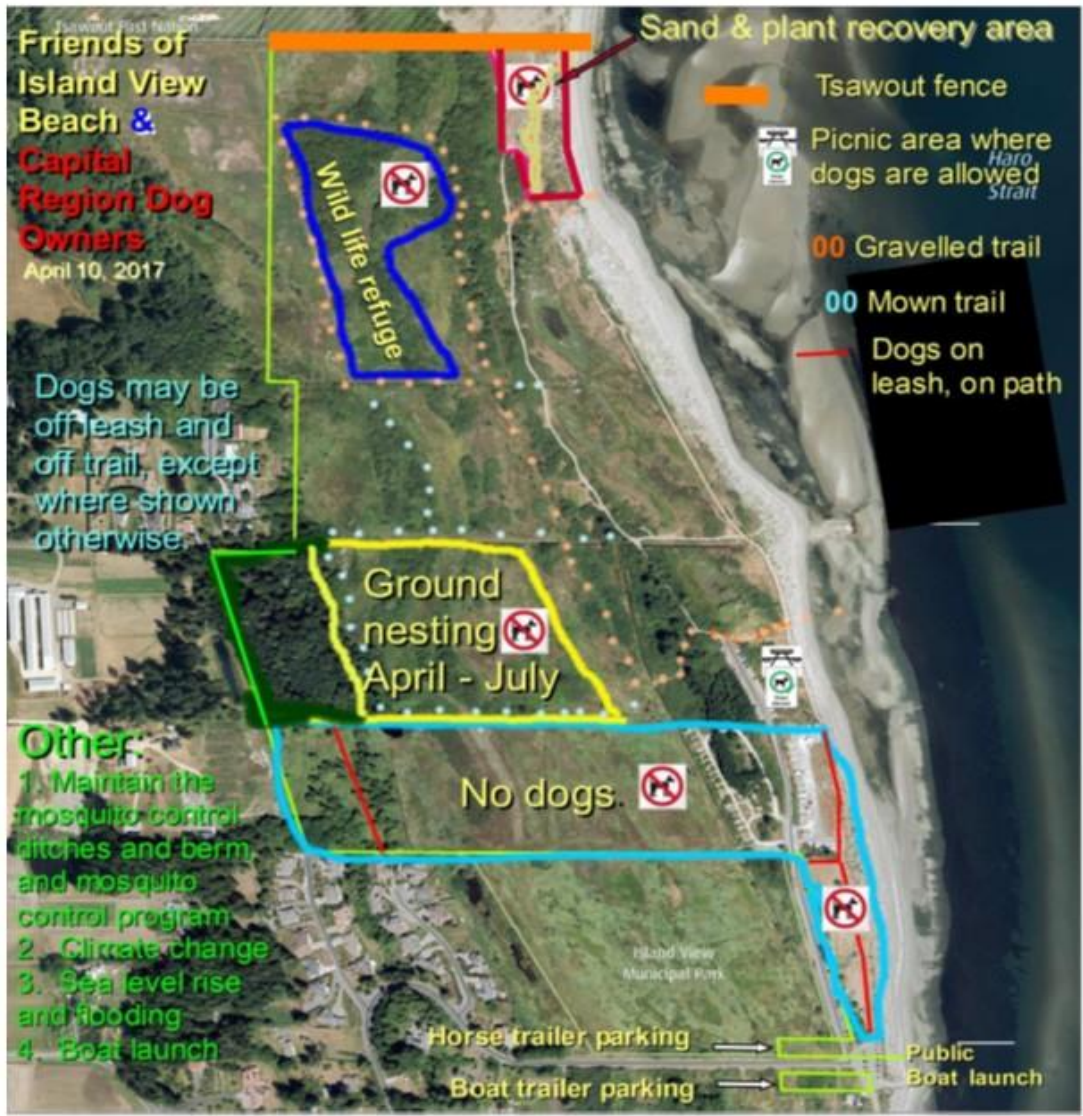 Tsawout First Nation
Friends of
Island View
Beach &
Capital
Region Dog
Owners
April 10, 2017
Sand & plant recovery area
Tsawout fence
Picnic area where
dogs are allowed
Haro
Strait
00 Gravelled trail
00 Mown trail
Dogs on
leash, on path
Wild life refuge
Dogs may be
off leash and
off trail, except
where shown
otherwise
Ground
nesting
April - July
No dogs.
Other:
1. Maintain the
mosquito control
ditches and berm,
and mosquito
control program
2 Climate change
3. Sea level rise
and flooding
4 Boat launch
Island View
Municipal Park
Horse trailer parking
Boat trailer parking
Public
Boat launch